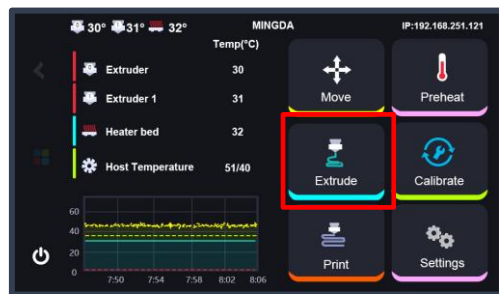 30° 31° 32° MINGDA IP:192.168.251.121
Temp(°C)
Extruder 30
Extruder 1 31
Heater bed 32
Host Temperature 51/40
Move
Preheat
Extrude
Calibrate
Print
Settings
60
40
20
0
7:50 7:54 7:58 8:02 8:06